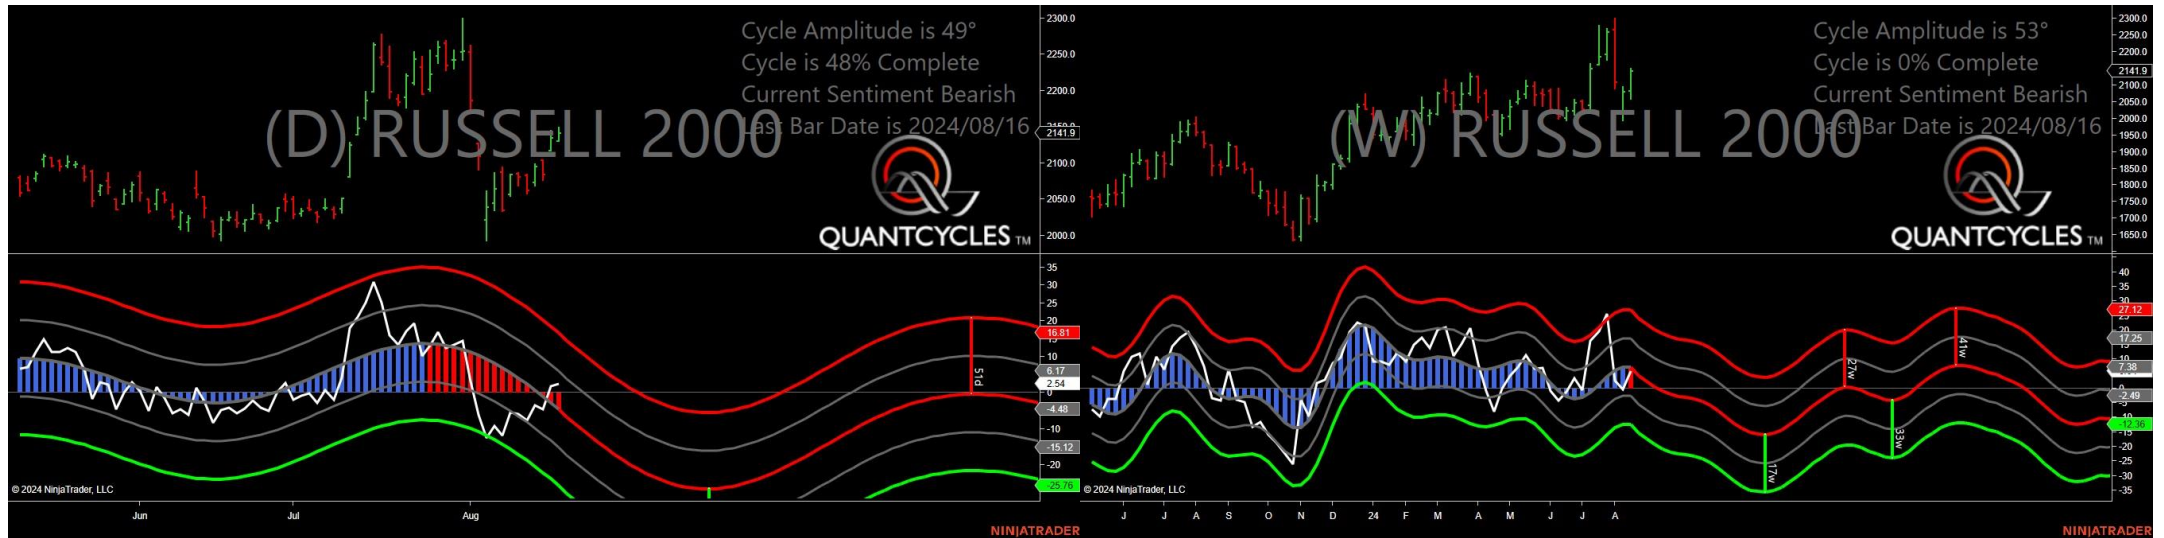 Cycle Amplitude is 49°
Cycle is 48% Complete
Current Sentiment Bearish
Last Bar Date is 2024/08/16
(D) RUSSELL 2000
QUANTCYCLES TM
2300.0
2250.0
2200.0
2150.0
2141.9
2100.0
2050.0
2000.0
35
30
25
20
16.81
10
6.17
2.54
0
-4.48
-10
-15.12
-20
-25.76
51d
© 2024 NinjaTrader, LLC
Jun
Jul
Aug
NINJATRADER
Cycle Amplitude is 53°
Cycle is 0% Complete
Current Sentiment Bearish
Last Bar Date is 2024/08/16
(W) RUSSELL 2000
QUANTCYCLES TM
2300.0
2250.0
2200.0
2141.9
2100.0
2050.0
2000.0
1950.0
1900.0
1850.0
1800.0
1750.0
1700.0
1650.0
40
35
30
27.12
17.25
10
7.38
0
-2.49
-12.36
-20
-25
-30
-35
17w
27w
33w
41w
© 2024 NinjaTrader, LLC
J
J
A
S
O
N
D
24
F
M
A
M
J
J
A
NINJATRADER